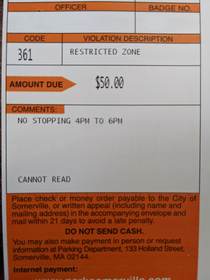 OFFICER
BADGE NO.
CODE
VIOLATION DESCRIPTION
361
RESTRICTED ZONE
AMOUNT DUE
$50.00
COMMENTS:
NO STOPPING 4PM TO 6PM
CANNOT READ
Place check or money order payable to the City of
Somerville, or written appeal (including name and
mailing address) in the accompanying envelope and
mail within 21 days to avoid a late penalty.
DO NOT SEND CASH.
You may also make payment in person or request
information at Parking Department, 133 Holland Street,
Somerville, MA 02144.
Internet payment: